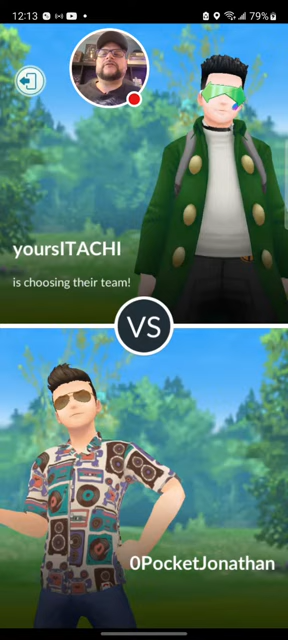 12:13
79%
yoursITACHI
is choosing their team!
VS
0PocketJonathan